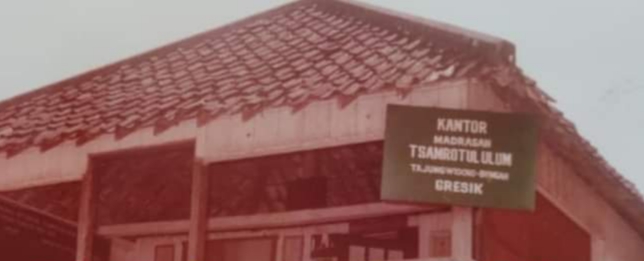 KANTOR
MADRASAH
TSAMROTUL ULUM
TAJUNGWIDORO-BUNGAH
GRESIK